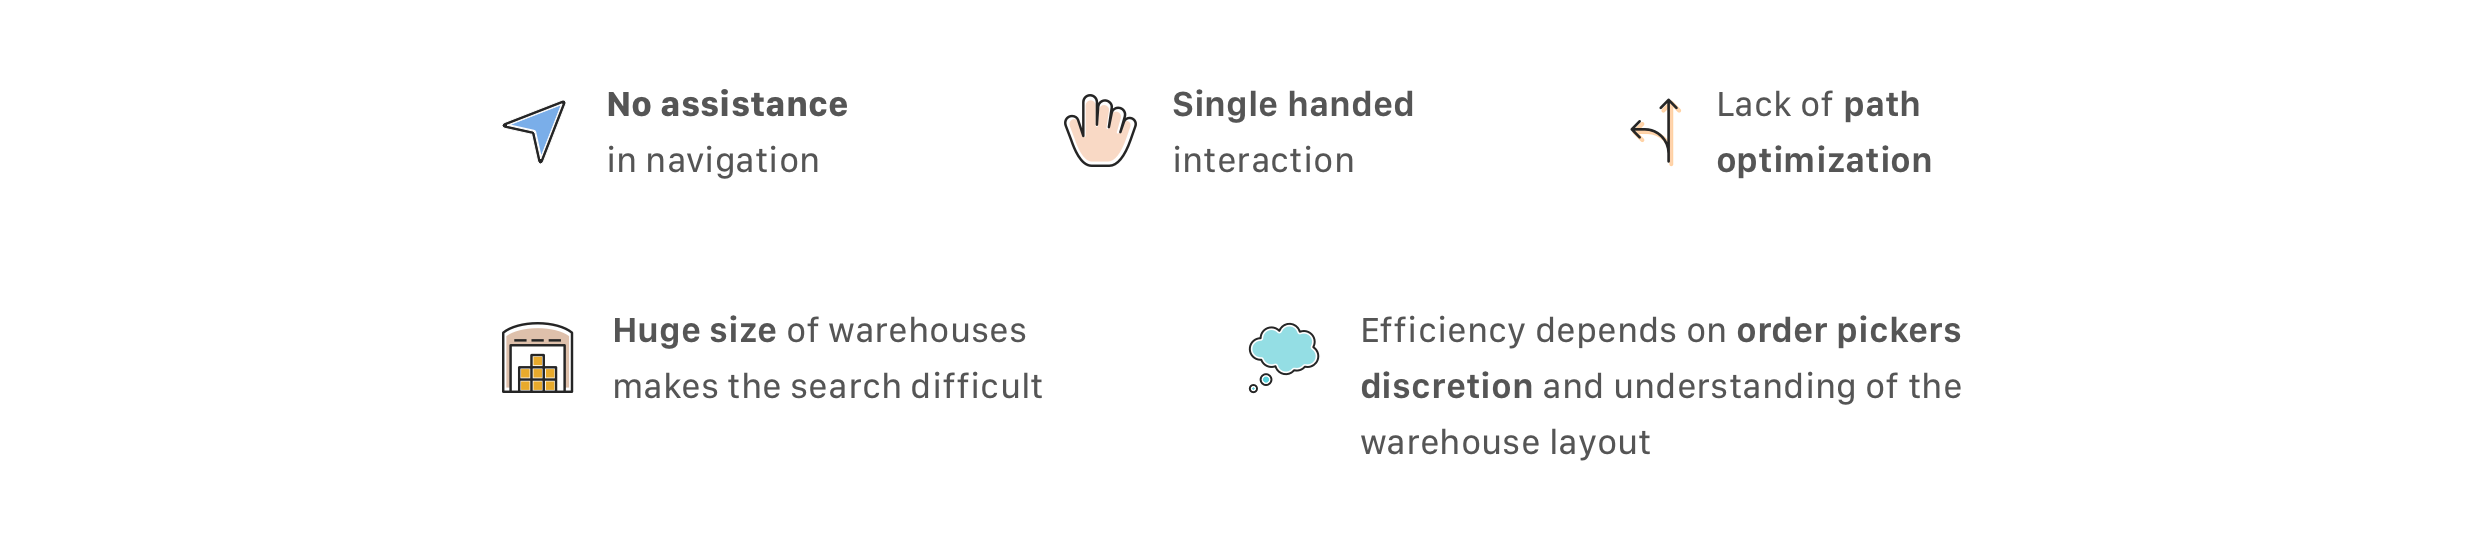 No assistance
in navigation
Single handed
interaction
Lack of path
optimization
Huge size of warehouses
makes the search difficult
Efficiency depends on order pickers
discretion and understanding of the
warehouse layout